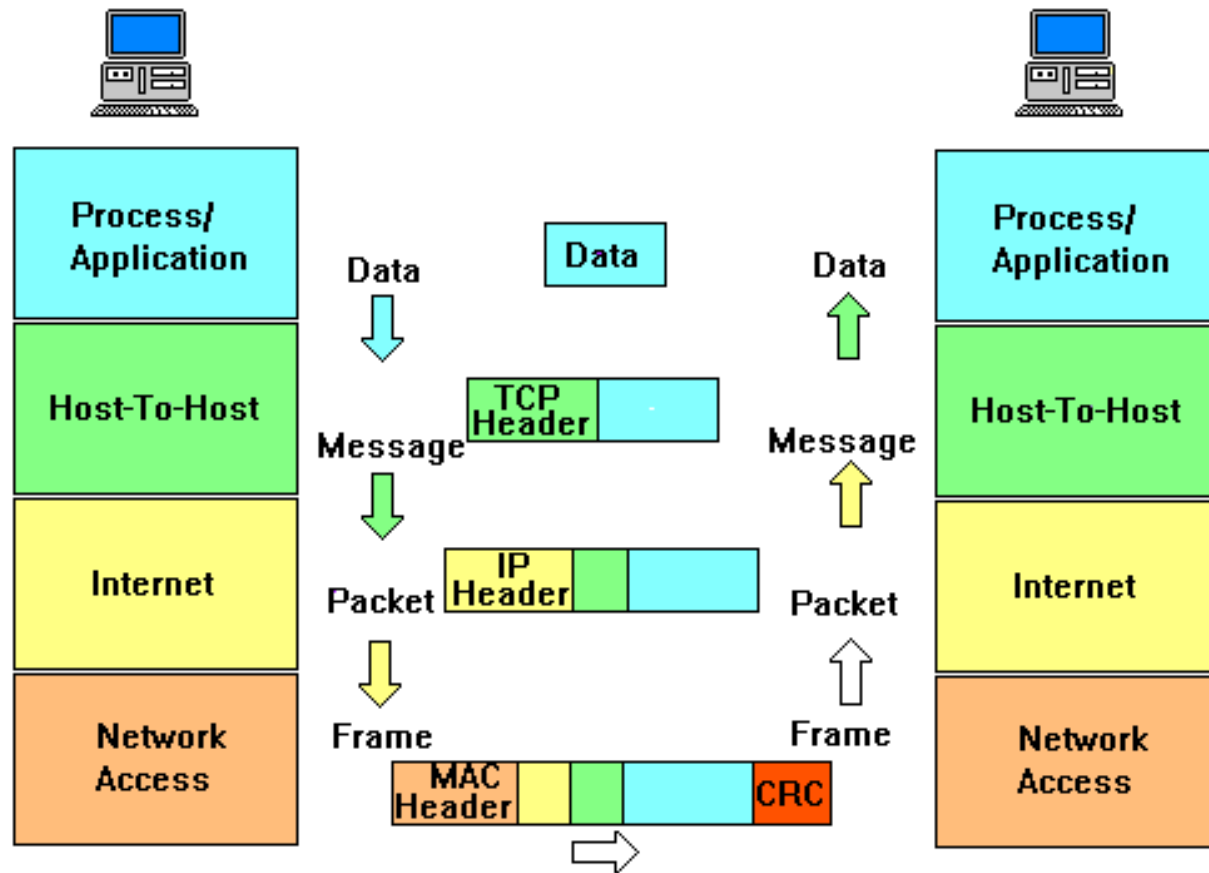 Process/
Application
Host-To-Host
Internet
Network
Access
Data
Message
Packet
Frame
Data
TCP
Header
IP
Header
MAC
Header
CRC
Data
Message
Packet
Frame
Process/
Application
Host-To-Host
Internet
Network
Access